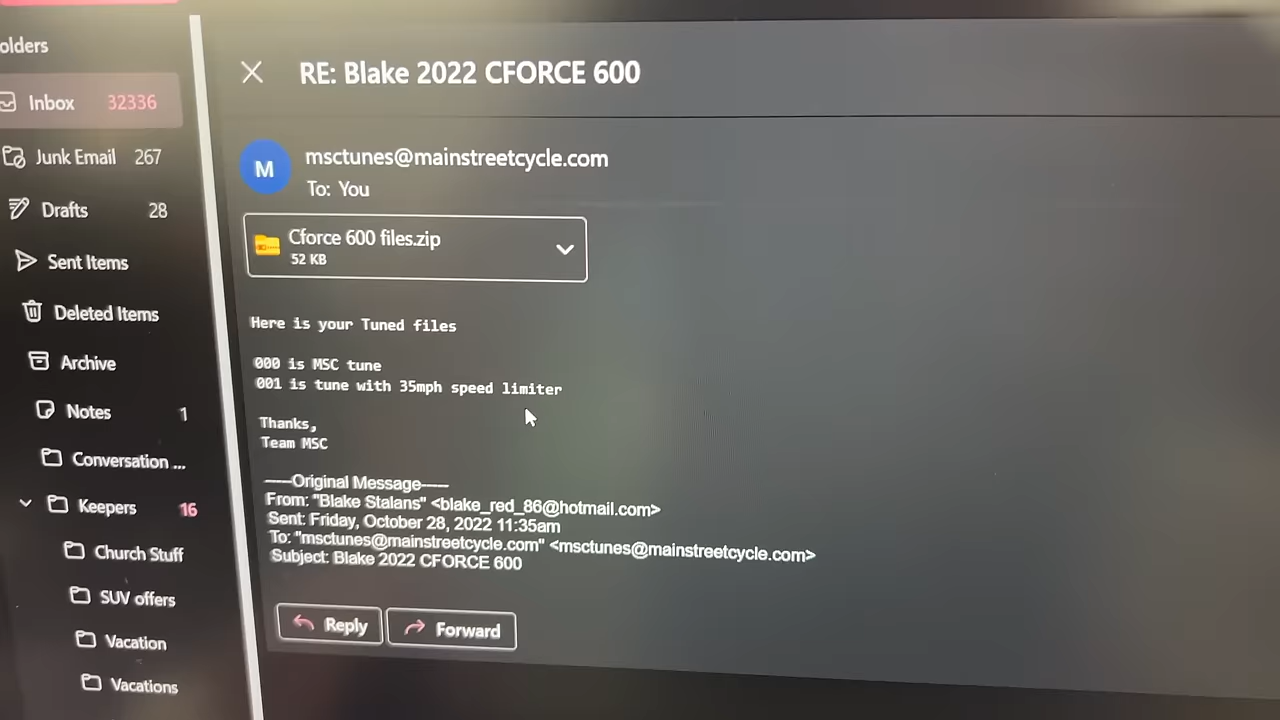 olders
Inbox 32336
Junk Email 267
Drafts 28
Sent Items
Deleted Items
Archive
Notes 1
Conversation ...
Keepers 16
Church Stuff
SUV offers
Vacation
Vacations
RE: Blake 2022 CFORCE 600
M
msctunes@mainstreetcycle.com
To: You
Cforce 600 files.zip
52 KB
Here is your Tuned files
000 is MSC tune
001 is tune with 35mph speed limiter
Thanks,
Team MSC
-----Original Message-----
From: "Blake Stalans" <blake_red_86@hotmail.com>
Sent: Friday, October 28, 2022 11:35am
To: "msctunes@mainstreetcycle.com" <msctunes@mainstreetcycle.com>
Subject: Blake 2022 CFORCE 600
Reply
Forward